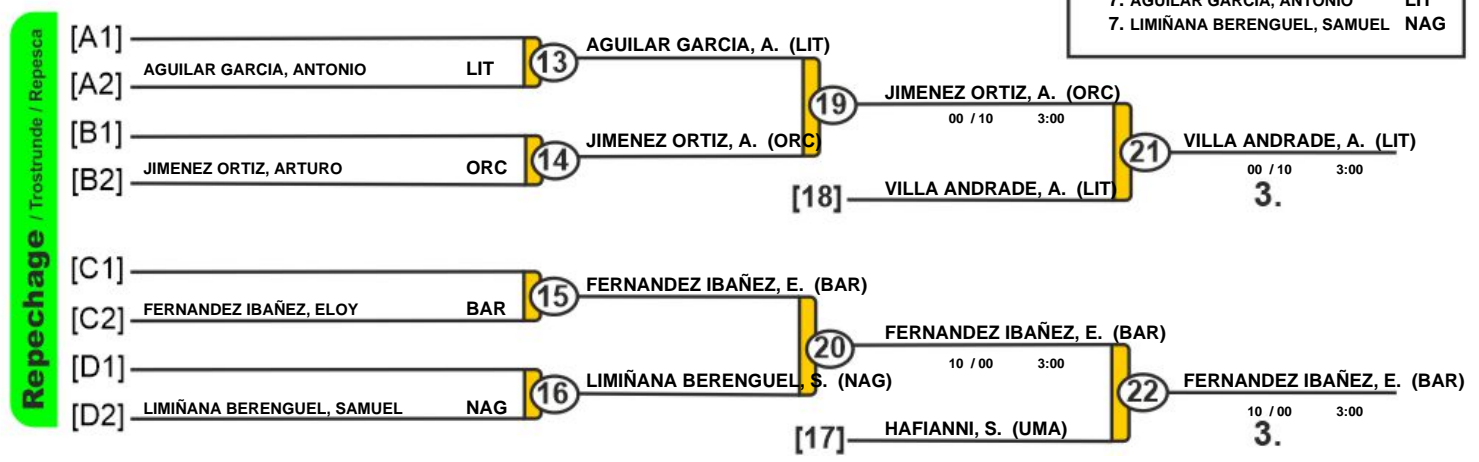 7. AGUILAR GARCIA, ANTONIO LIT
7. LIMIÑANA BERENGUEL, SAMUEL NAG
Repechage / Trostrunde / Repesca
[A1]
AGUILAR GARCIA, ANTONIO LIT
[A2]
13
AGUILAR GARCIA, A. (LIT)
[B1]
JIMENEZ ORTIZ, ARTURO ORC
[B2]
14
JIMENEZ ORTIZ, A. (ORC)
19
JIMENEZ ORTIZ, A. (ORC)
00 / 10 3:00
[18]
VILLA ANDRADE, A. (LIT)
21
VILLA ANDRADE, A. (LIT)
00 / 10 3:00
3.
[C1]
FERNANDEZ IBAÑEZ, ELOY BAR
[C2]
15
FERNANDEZ IBAÑEZ, E. (BAR)
[D1]
LIMIÑANA BERENGUEL, SAMUEL NAG
[D2]
16
LIMIÑANA BERENGUEL, S. (NAG)
20
FERNANDEZ IBAÑEZ, E. (BAR)
10 / 00 3:00
[17]
HAFIANNI, S. (UMA)
22
FERNANDEZ IBAÑEZ, E. (BAR)
10 / 00 3:00
3.